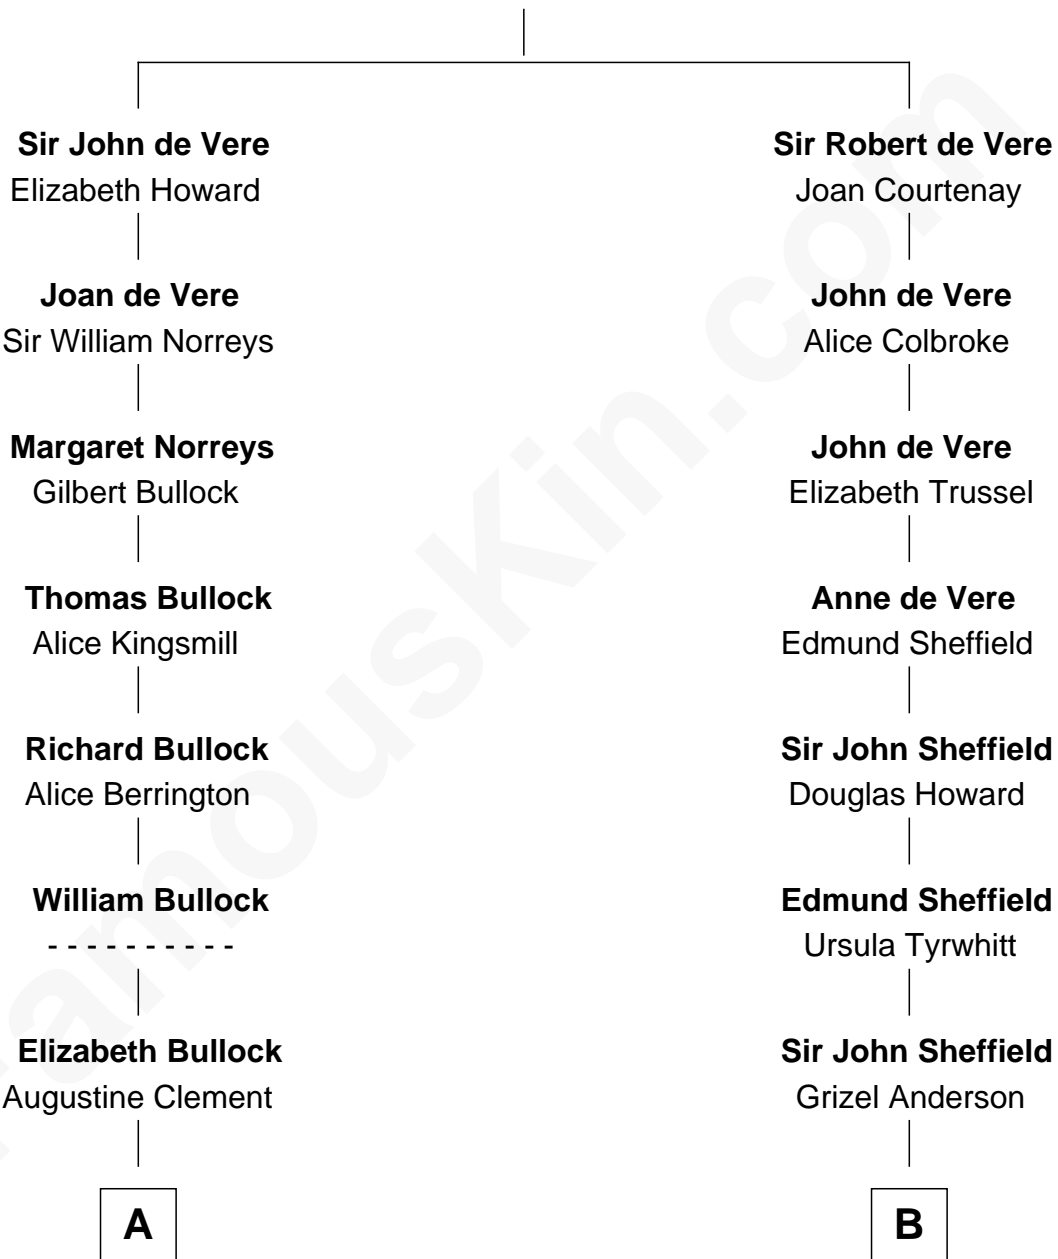 Sir John de Vere
Elizabeth Howard
Joan de Vere
Sir William Norreys
Margaret Norreys
Gilbert Bullock
Thomas Bullock
Alice Kingsmill
Richard Bullock
Alice Berrington
William Bullock
- - - - - - - - - -
Elizabeth Bullock
Augustine Clement
A
Sir Robert de Vere
Joan Courtenay
John de Vere
Alice Colbroke
John de Vere
Elizabeth Trussel
Anne de Vere
Edmund Sheffield
Sir John Sheffield
Douglas Howard
Edmund Sheffield
Ursula Tyrwhitt
Sir John Sheffield
Grizel Anderson
B
FamousKin.com